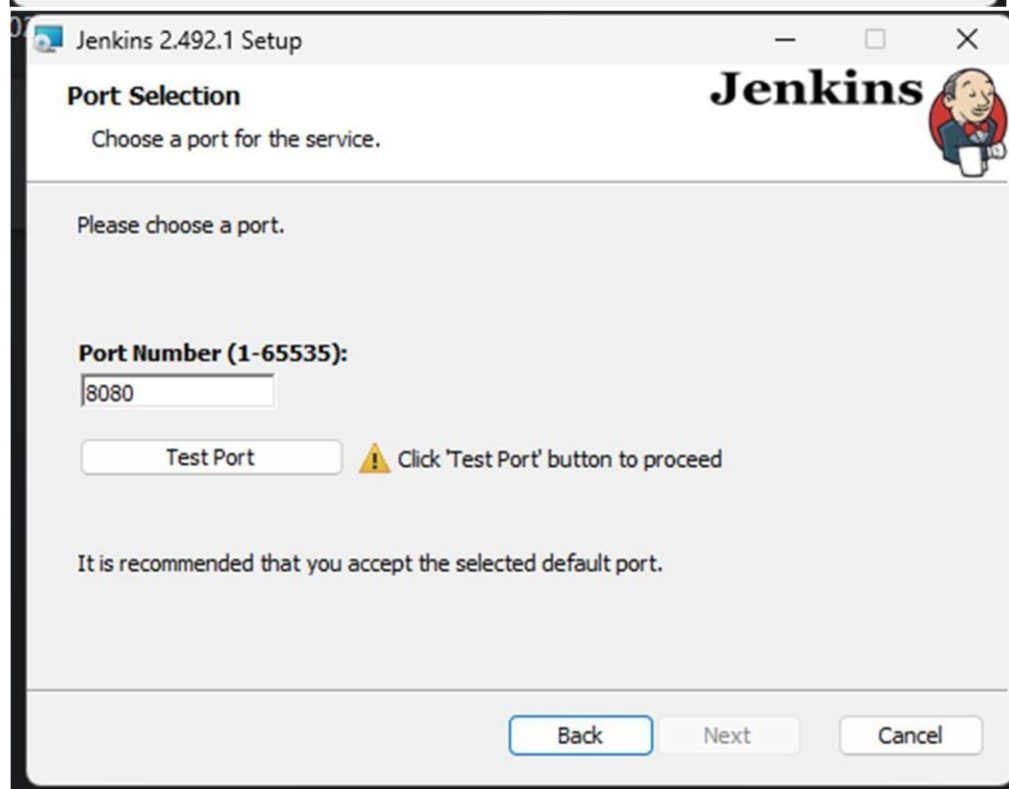 Jenkins 2.492.1 Setup
Port Selection
Jenkins
Choose a port for the service.
Please choose a port.
Port Number (1-65535):
8080
Test Port
Click 'Test Port' button to proceed
It is recommended that you accept the selected default port.
Back
Next
Cancel